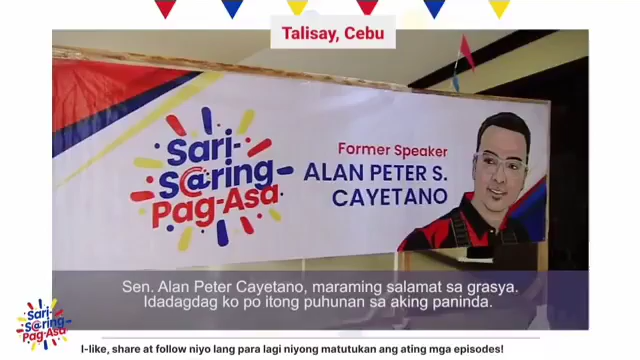 Talisay, Cebu
Sari-
S@ring
Pag-Asa
Former Speaker
ALAN PETER S.
CAYETANO
Sen. Alan Peter Cayetano, maraming salamat sa grasya.
Idadagdag ko po itong puhunan sa aking paninda.
Sari-
S@ring
Pag-Asa
I-like, share at follow niyo lang para lagi niyong matutukan ang ating mga episodes!